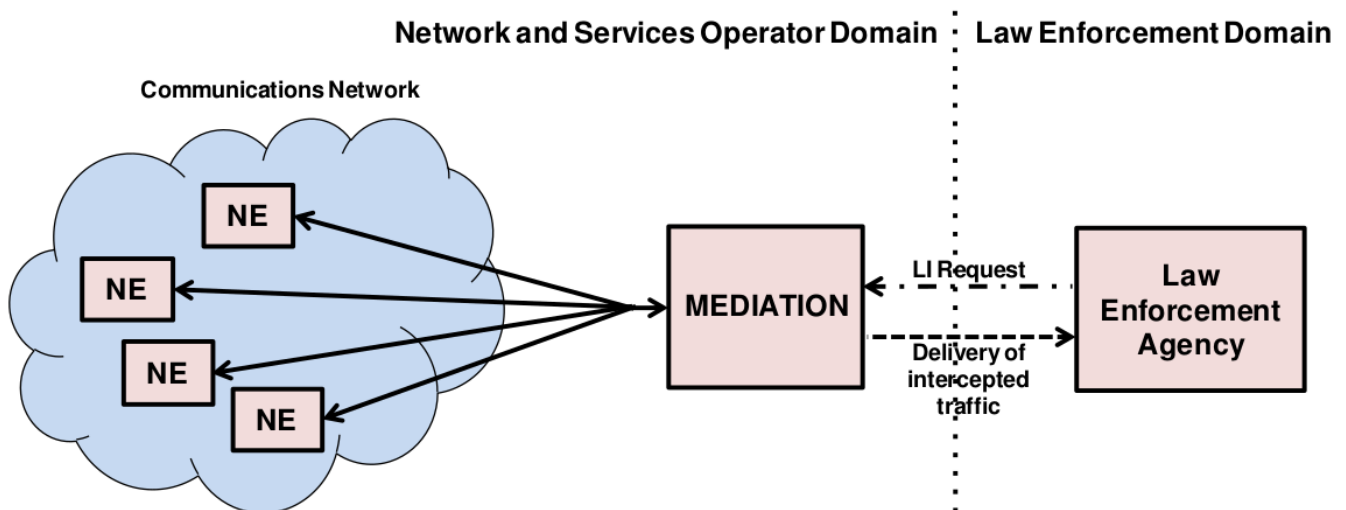 Network and Services Operator Domain
Law Enforcement Domain
Communications Network
NE
NE
NE
NE
MEDIATION
LI Request
Delivery of
intercepted
traffic
Law
Enforcement
Agency